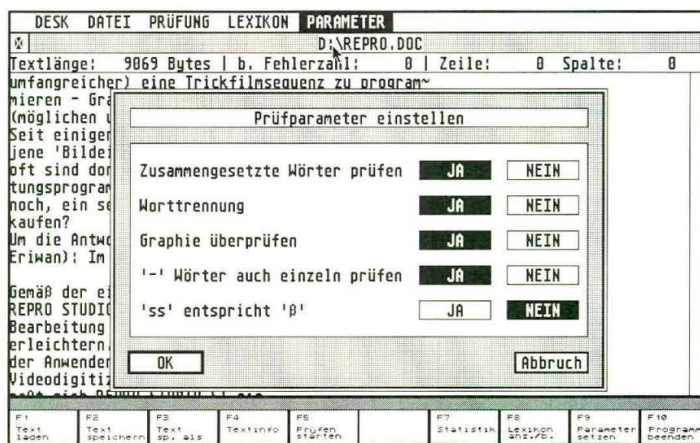 DESK DATEI PRÜFUNG LEXIKON PARAMETER
D:\REPRO.DOC
Textlänge: 9069 Bytes | b. Fehlerzahl: 0 | Zeile: 0 Spalte: 0
umfangreicher) eine Trickfilmsequenz zu program~
mieren - Gra
(möglichen u
Seit einigen
jene 'Bildei
oft sind dor
tungsprogram
noch, ein se
kaufen?
Um die Antwo
Eriwan): Im
Gemäß der ei
REPRO STUDIO
Bearbeitung
erleichtern.
der Anwender
Videodigitiz
Prüfparameter einstellen
Zusammengesetzte Wörter prüfen JA NEIN
Worttrennung JA NEIN
Graphie überprüfen JA NEIN
'-' Wörter auch einzeln prüfen JA NEIN
'ss' entspricht 'β' JA NEIN
OK Abbruch
F1 F2 F3 F4 F5 F7 F8 F9 F10
Text Text Text Textinfo Prüfen Statistik Lexikon Parameter Programm
laden speichern sp. als starten anz./b. setzen beenden